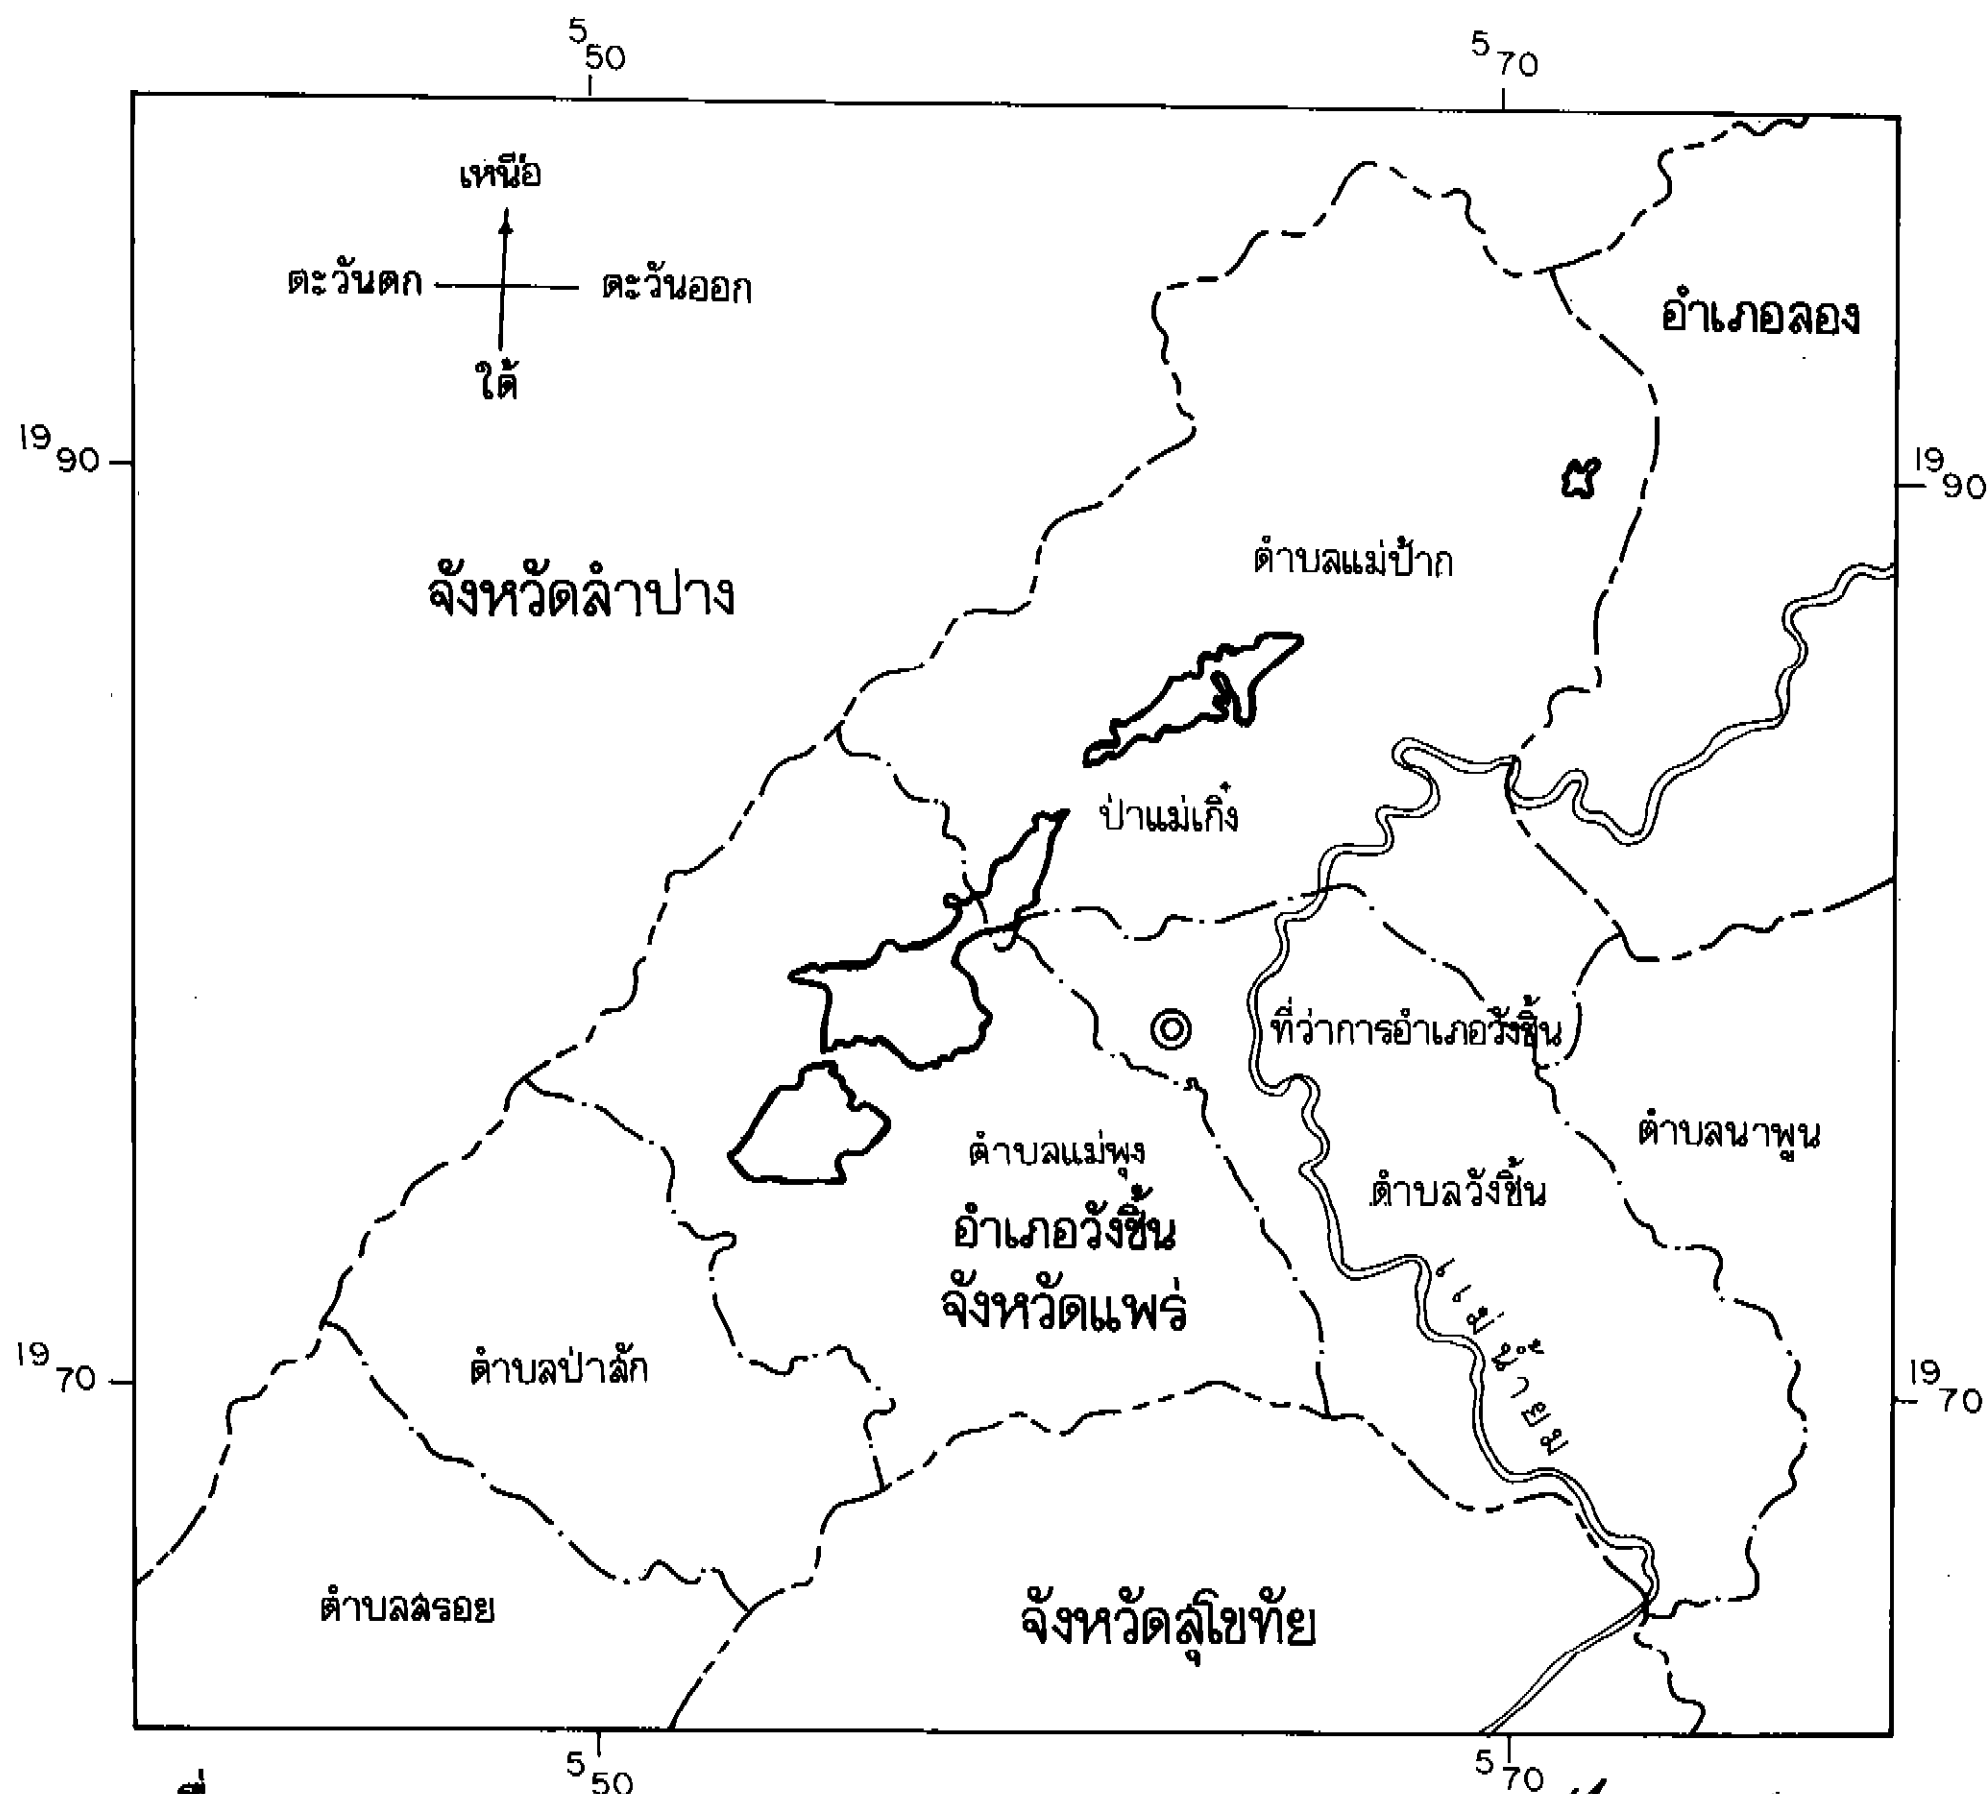 5 50
5 70
เหนือ
ตะวันตก
ตะวันออก
ใต้
อำเภอลอง
19 90
19 90
ตำบลแม่ป้าก
จังหวัดลำปาง
ป่าแม่เกิ๋ง
ที่ว่าการอำเภอวังชิ้น
ตำบลนาพูน
ตำบลแม่พุง
ตำบลวังชิ้น
อำเภอวังชิ้น
จังหวัดแพร่
แม่น้ำยม
19 70
ตำบลป่าสัก
19 70
ตำบลสรอย
จังหวัดสุโขทัย
5 50
5 70